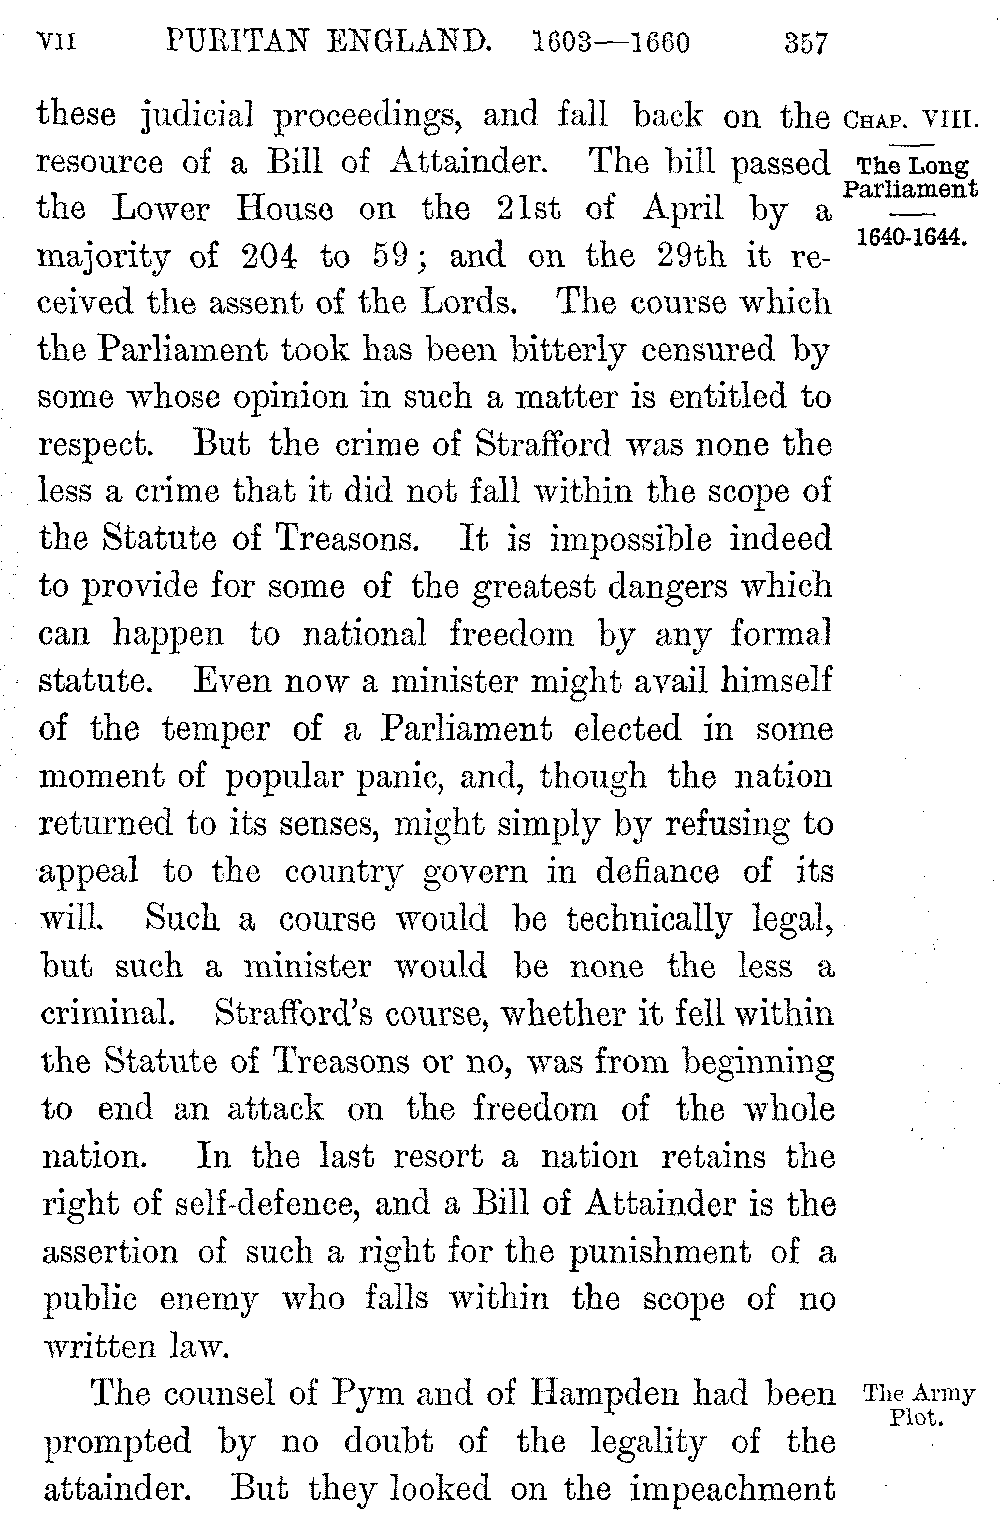 VII PURITAN ENGLAND. 1603—1660 357
these judicial proceedings, and fall back on the
resource of a Bill of Attainder. The bill passed
the Lower House on the 21st of April by a
majority of 204 to 59; and on the 29th it re-
ceived the assent of the Lords. The course which
the Parliament took has been bitterly censured by
some whose opinion in such a matter is entitled to
respect. But the crime of Strafford was none the
less a crime that it did not fall within the scope of
the Statute of Treasons. It is impossible indeed
to provide for some of the greatest dangers which
can happen to national freedom by any formal
statute. Even now a minister might avail himself
of the temper of a Parliament elected in some
moment of popular panic, and, though the nation
returned to its senses, might simply by refusing to
appeal to the country govern in defiance of its
will. Such a course would be technically legal,
but such a minister would be none the less a
criminal. Strafford's course, whether it fell within
the Statute of Treasons or no, was from beginning
to end an attack on the freedom of the whole
nation. In the last resort a nation retains the
right of self-defence, and a Bill of Attainder is the
assertion of such a right for the punishment of a
public enemy who falls within the scope of no
written law.
The counsel of Pym and of Hampden had been
prompted by no doubt of the legality of the
attainder. But they looked on the impeachment
CHAP. VIII.
The Long
Parliament
1640-1644.
The Army
Plot.